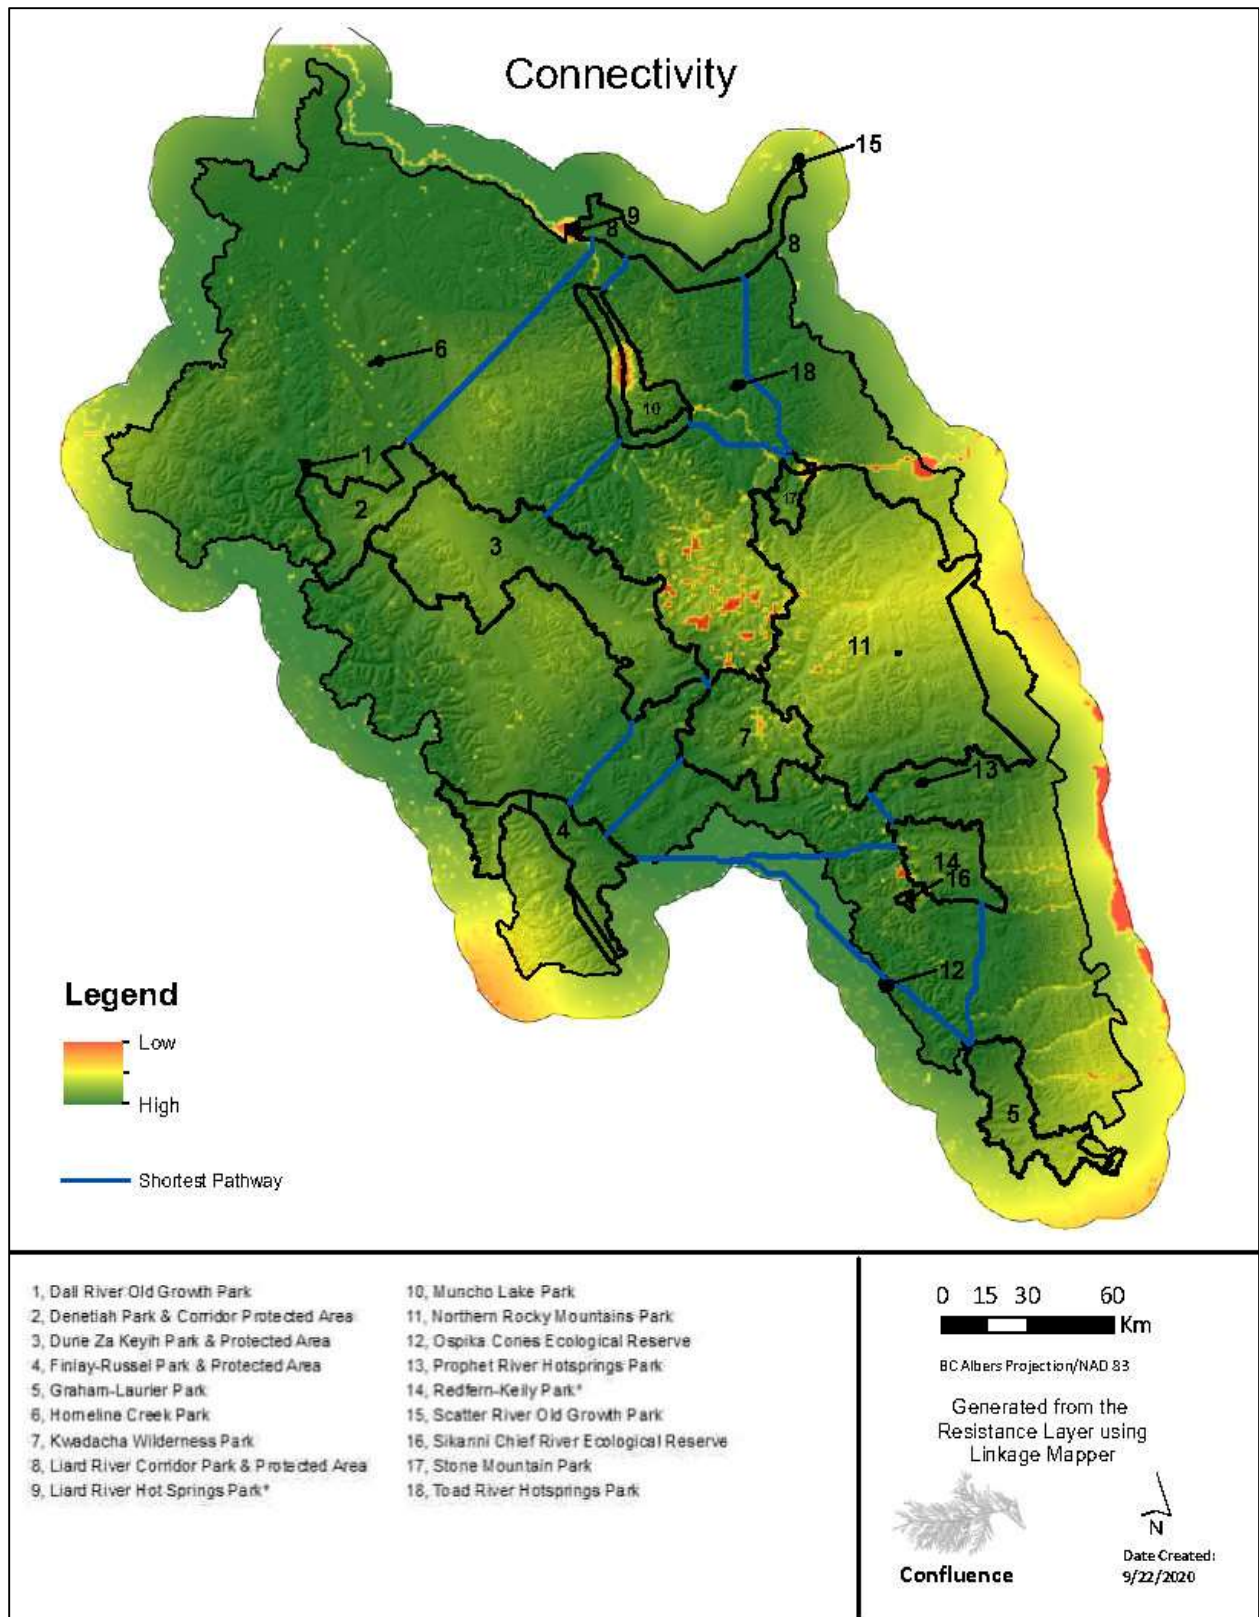 Connectivity
15
9
8
8
6
18
10
1
2
17
3
11
7
13
4
14
16
12
5
Legend
Low
High
Shortest Pathway
1, Dall River Old Growth Park
2, Denetiah Park & Corridor Protected Area
3, Dune Za Keyih Park & Protected Area
4, Finlay-Russel Park & Protected Area
5, Graham-Laurier Park
6, Horneline Creek Park
7, Kwadacha Wilderness Park
8, Liard River Corridor Park & Protected Area
9, Liard River Hot Springs Park*
10, Muncho Lake Park
11, Northern Rocky Mountains Park
12, Ospika Cones Ecological Reserve
13, Prophet River Hotsprings Park
14, Redfern-Keily Park*
15, Scatter River Old Growth Park
16, Sikanni Chief River Ecological Reserve
17, Stone Mountain Park
18, Toad River Hotsprings Park
0 15 30 60
Km
BC Albers Projection/NAD 83
Generated from the
Resistance Layer using
Linkage Mapper
Confluence
N
Date Created:
9/22/2020